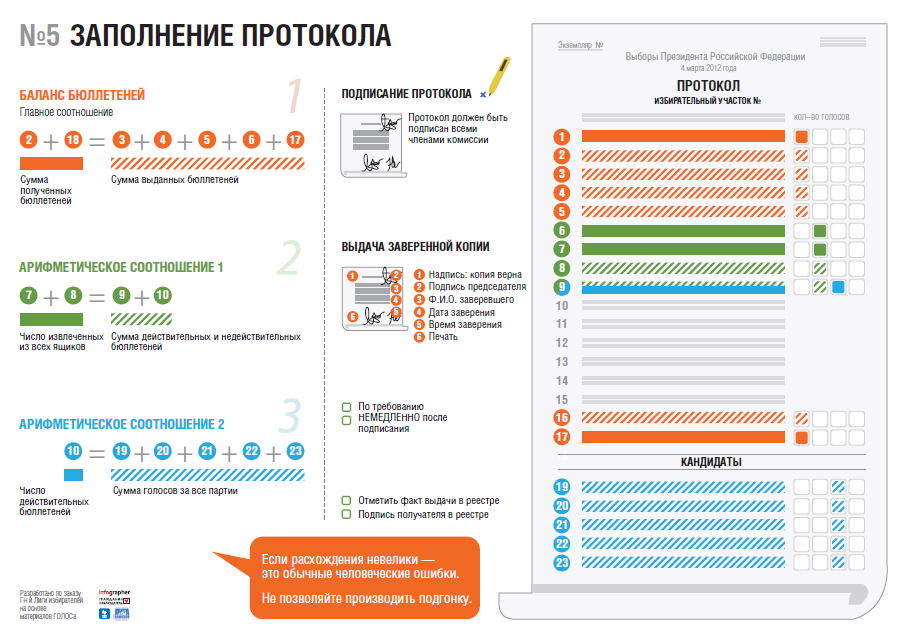 №5 ЗАПОЛНЕНИЕ ПРОТОКОЛА
БАЛАНС БЮЛЛЕТЕНЕЙ
1
Главное соотношение
2 + 18 = 3 + 4 + 5 + 6 + 17
Сумма
полученных
бюллетеней
Сумма выданных бюллетеней
АРИФМЕТИЧЕСКОЕ СООТНОШЕНИЕ 1
2
7 + 8 = 9 + 10
Число извлеченных
из всех ящиков
Сумма действительных и недействительных
бюллетеней
АРИФМЕТИЧЕСКОЕ СООТНОШЕНИЕ 2
3
10 = 19 + 20 + 21 + 22 + 23
Число
действительных
бюллетеней
Сумма голосов за все партии
ПОДПИСАНИЕ ПРОТОКОЛА
Протокол должен быть
подписан всеми
членами комиссии
ВЫДАЧА ЗАВЕРЕННОЙ КОПИИ
1
2
3
4
5
6
1 Надпись: копия верна
2 Подпись председателя
3 Ф.И.О. заверевшего
4 Дата заверения
5 Время заверения
6 Печать
По требованию
НЕМЕДЛЕННО после
подписания
Отметить факт выдачи в реестре
Подпись получателя в реестре
Если расхождения невелики —
это обычные человеческие ошибки.
Не позволяйте производить подгонку.
Разработано по заказу
ГН и Лиги избирателей
на основе
материалов ГОЛОСа
infographer
Экземпляр №
Выборы Президента Российской Федерации
4 марта 2012 года
ПРОТОКОЛ
ИЗБИРАТЕЛЬНЫЙ УЧАСТОК №
КОЛ-ВО ГОЛОСОВ
1
2
3
4
5
6
7
8
9
10
11
12
13
14
15
16
17
КАНДИДАТЫ
19
20
21
22
23